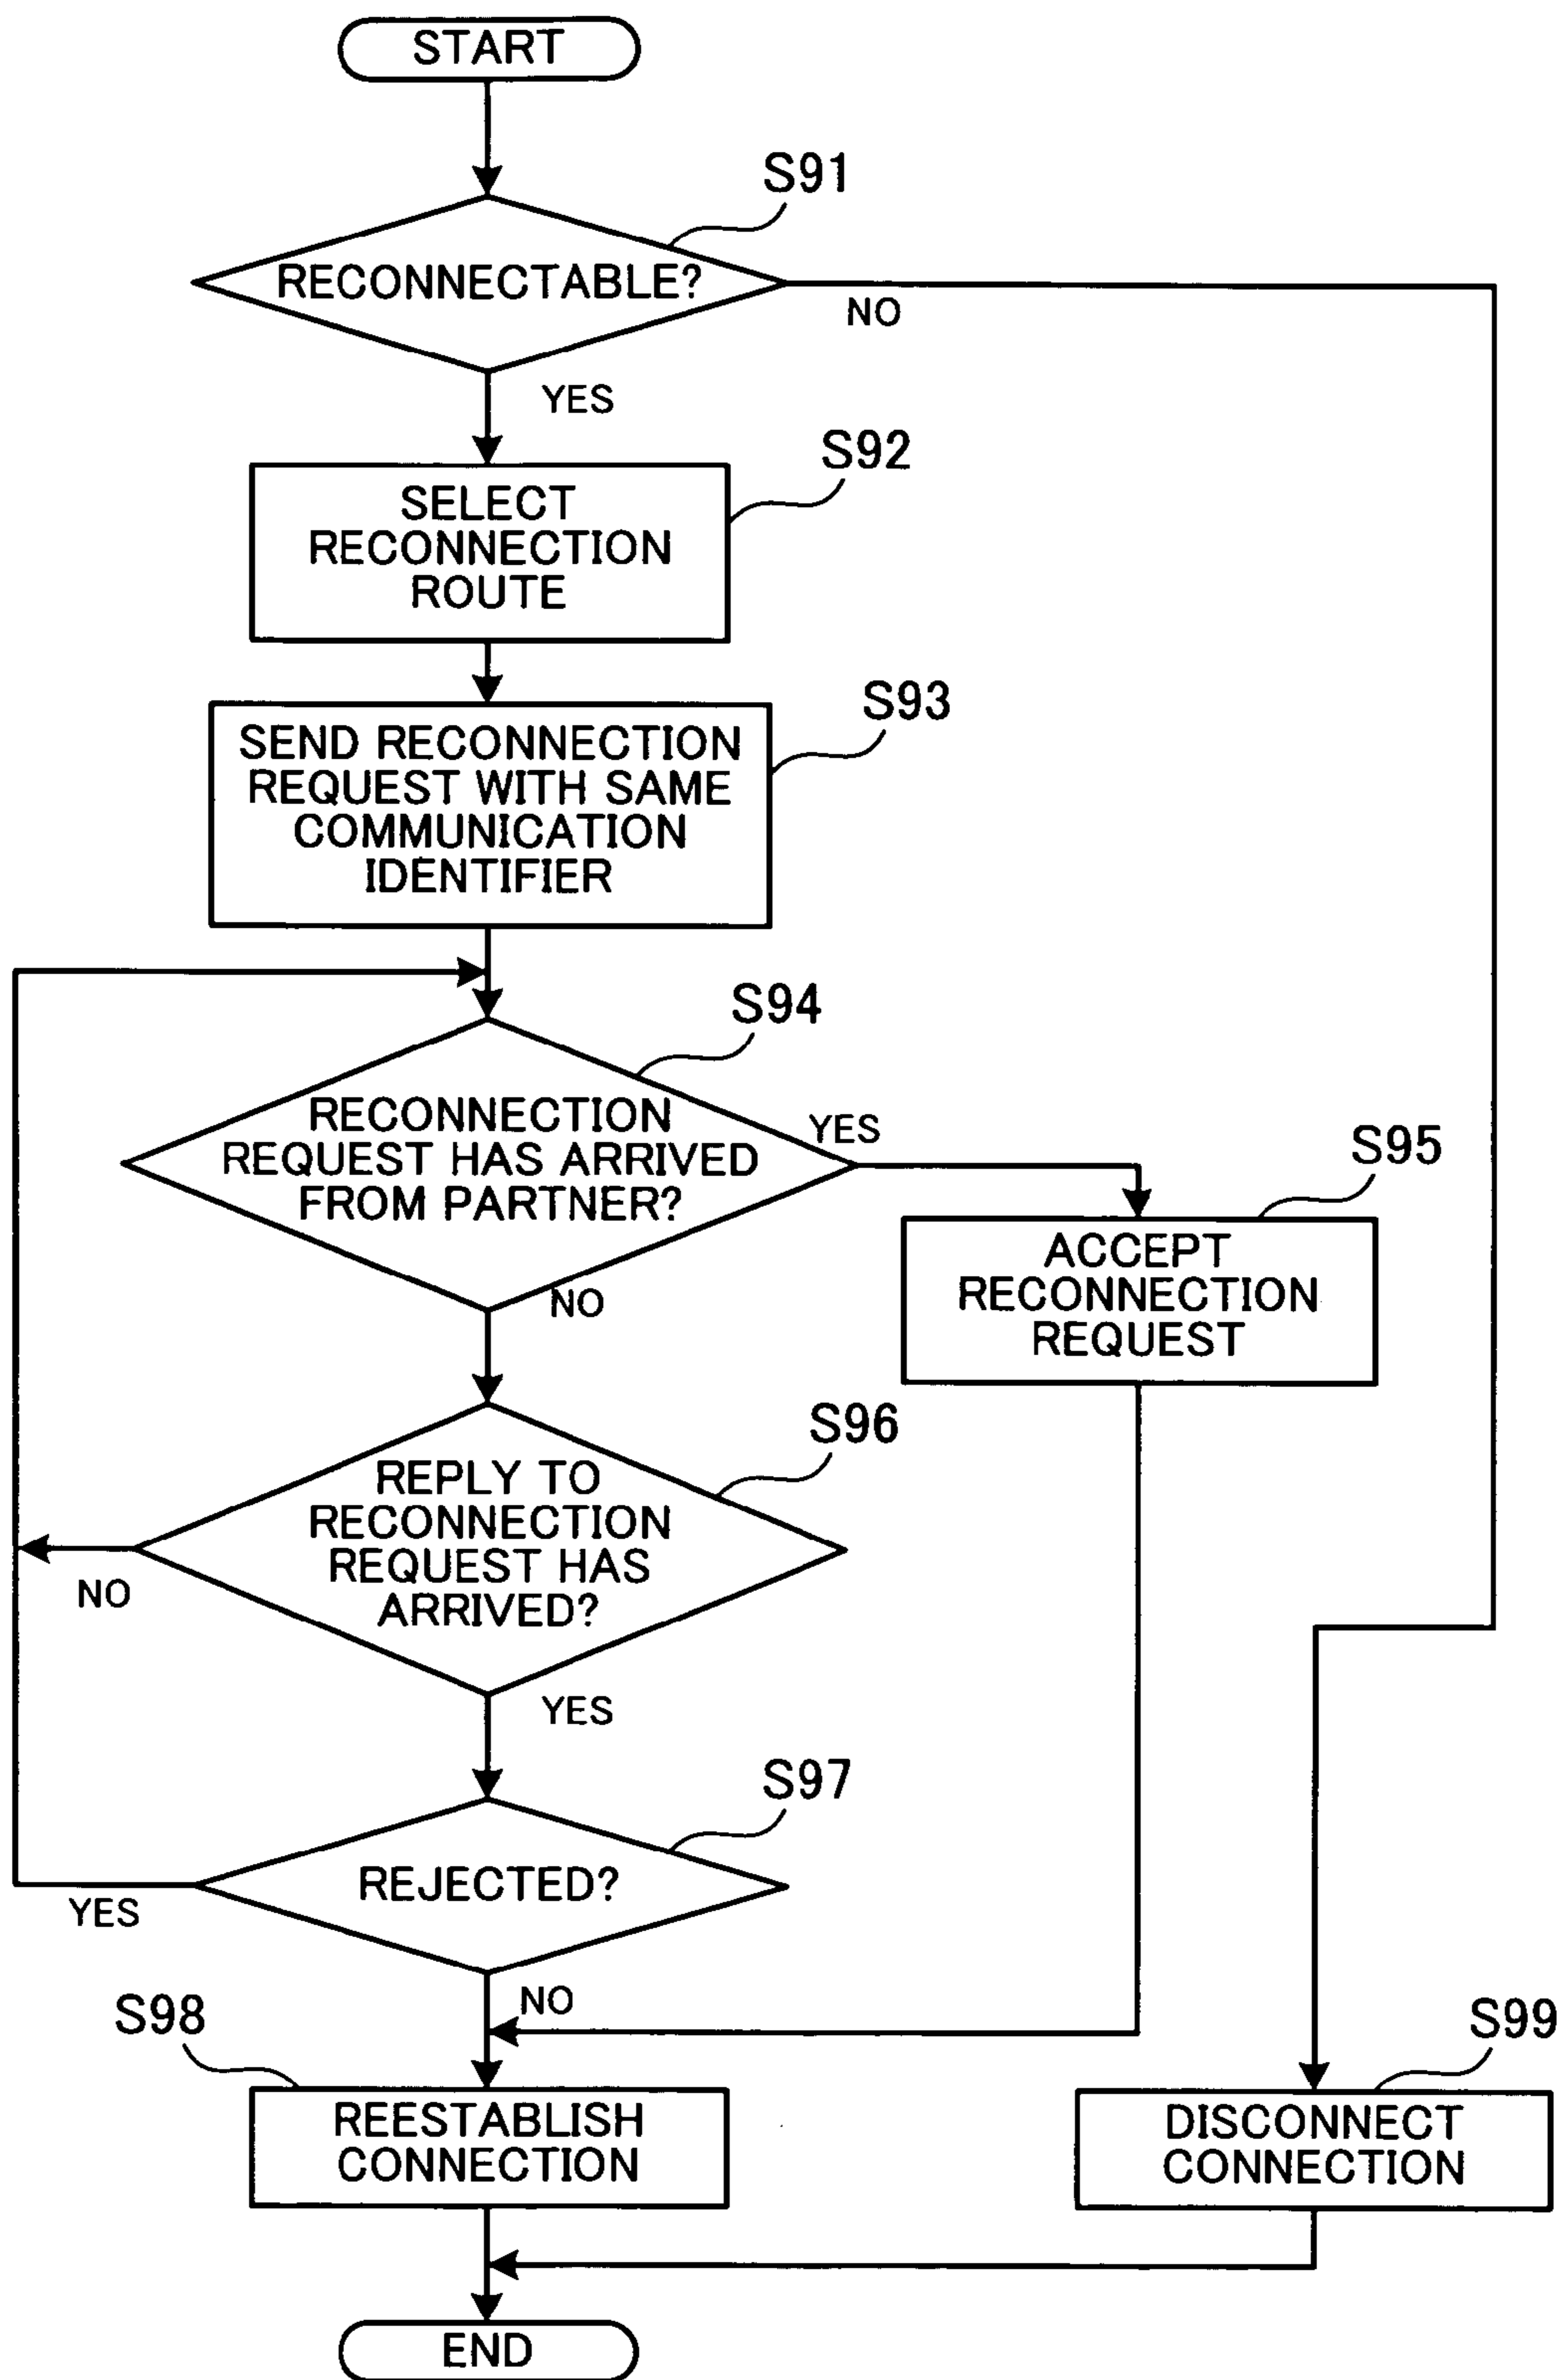 START
S91
RECONNECTABLE?
NO
YES
S92
SELECT
RECONNECTION
ROUTE
S93
SEND RECONNECTION
REQUEST WITH SAME
COMMUNICATION
IDENTIFIER
S94
RECONNECTION
REQUEST HAS ARRIVED
FROM PARTNER?
YES
NO
S95
ACCEPT
RECONNECTION
REQUEST
S96
REPLY TO
RECONNECTION
REQUEST HAS
ARRIVED?
NO
YES
S97
REJECTED?
YES
NO
S98
REESTABLISH
CONNECTION
S99
DISCONNECT
CONNECTION
END